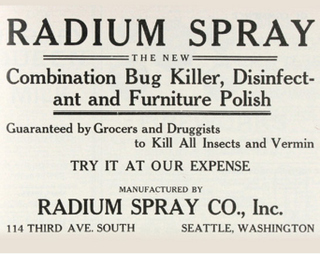 RADIUM SPRAY
THE NEW
Combination Bug Killer, Disinfect-
ant and Furniture Polish
Guaranteed by Grocers and Druggists
to Kill All Insects and Vermin
TRY IT AT OUR EXPENSE
MANUFACTURED BY
RADIUM SPRAY CO., Inc.
114 THIRD AVE. SOUTH SEATTLE, WASHINGTON